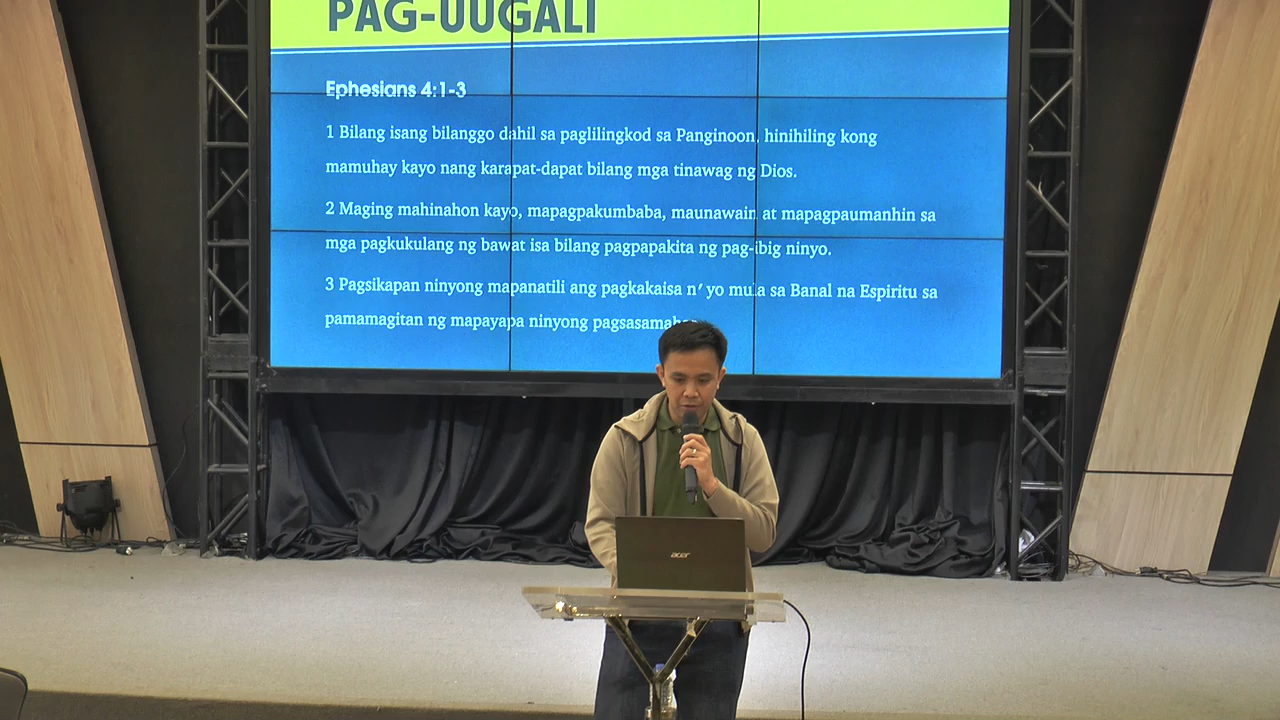 PAG-UUGALI
Ephesians 4:1-3
1 Bilang isang bilanggo dahil sa paglilingkod sa Panginoon, hinihiling kong
mamuhay kayo nang karapat-dapat bilang mga tinawag ng Dios.
2 Maging mahinahon kayo, mapagpakumbaba, maunawain at mapagpaumanhin sa
mga pagkukulang ng bawat isa bilang pagpapakita ng pag-ibig ninyo.
3 Pagsikapan ninyong mapanatili ang pagkakaisa n' yo mula sa Banal na Espiritu sa
pamamagitan ng mapayapa ninyong
acer